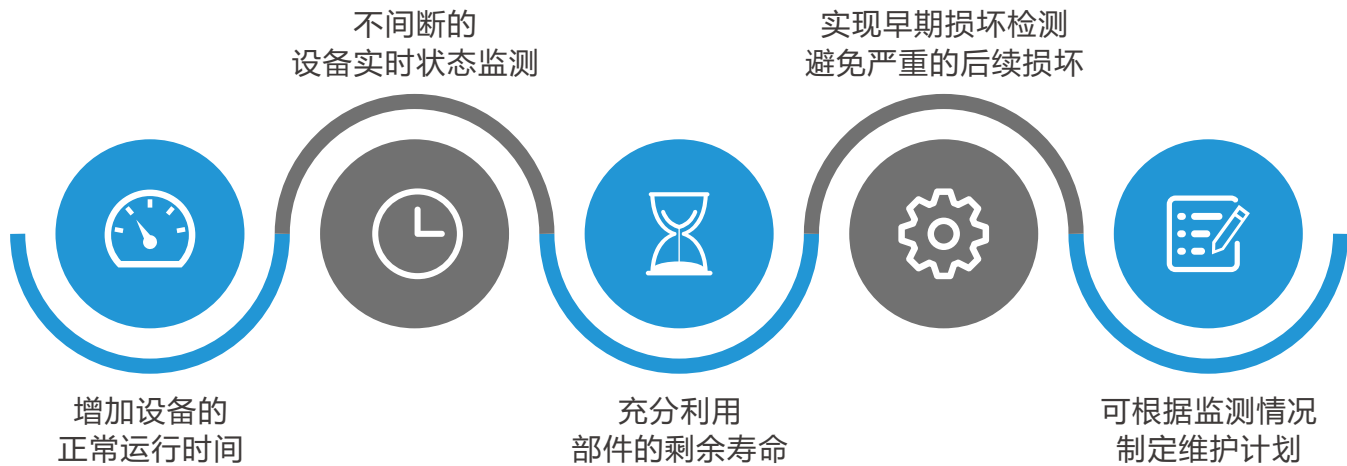 不间断的
设备实时状态监测
实现早期损坏检测
避免严重的后续损坏
增加设备的
正常运行时间
充分利用
部件的剩余寿命
可根据监测情况
制定维护计划